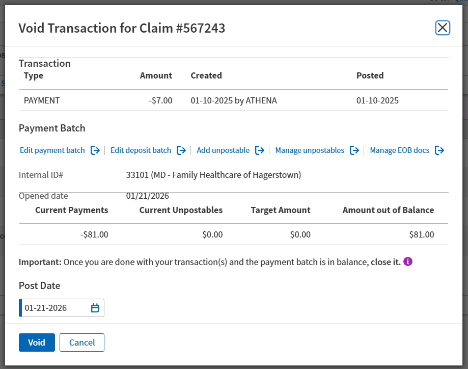 Void Transaction for Claim #567243
Transaction
Type Amount Created Posted
PAYMENT -$7.00 01-10-2025 by ATHENA 01-10-2025
Payment Batch
Edit payment batch | Edit deposit batch | Add unpostable | Manage unpostables | Manage EOB docs
Internal ID# 33101 (MD - Family Healthcare of Hagerstown)
Opened date 01/21/2026
Current Payments Current Unpostables Target Amount Amount out of Balance
-$81.00 $0.00 $0.00 $81.00
Important: Once you are done with your transaction(s) and the payment batch is in balance, close it.
Post Date
01-21-2026
Void Cancel